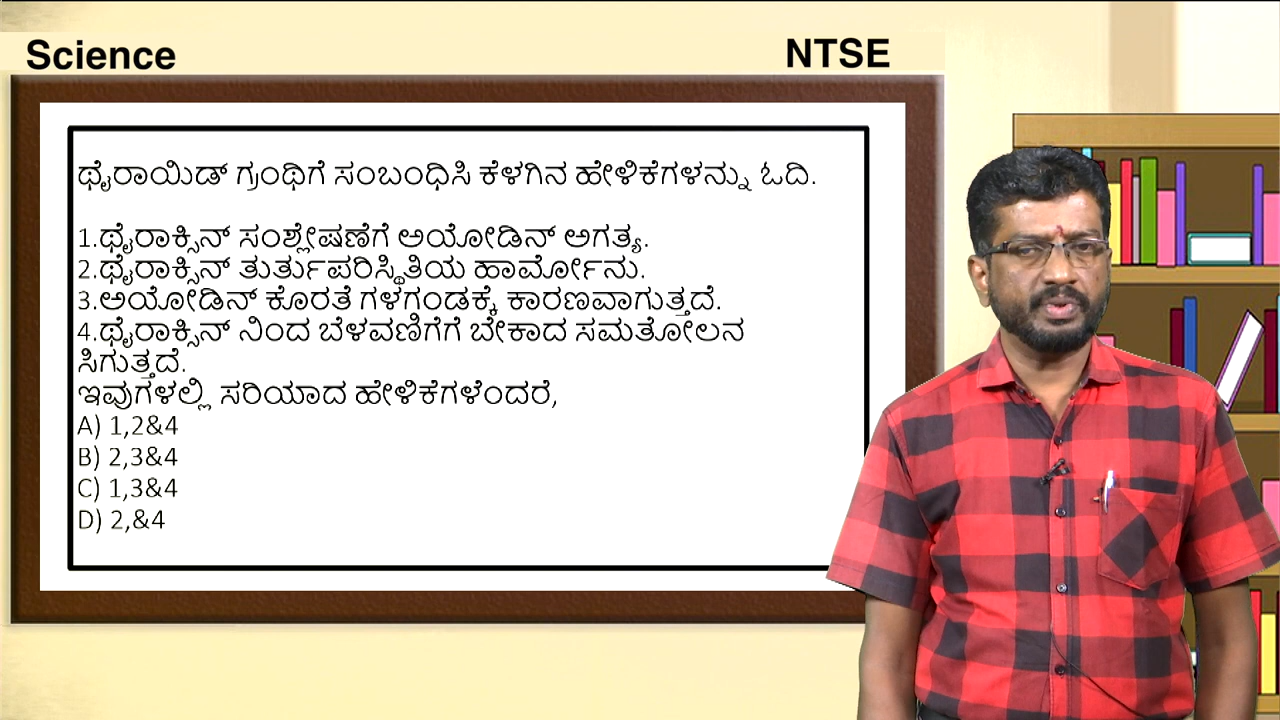 Science
NTSE
ಥೈರಾಯಿಡ್ ಗ್ರಂಥಿಗೆ ಸಂಬಂಧಿಸಿ ಕೆಳಗಿನ ಹೇಳಿಕೆಗಳನ್ನು ಓದಿ.
1.ಥೈರಾಕ್ಸಿನ್ ಸಂಶ್ಲೇಷಣೆಗೆ ಅಯೋಡಿನ್ ಅಗತ್ಯ.
2.ಥೈರಾಕ್ಸಿನ್ ತುರ್ತುಪರಿಸ್ಥಿತಿಯ ಹಾರ್ಮೋನು.
3.ಅಯೋಡಿನ್ ಕೊರತೆ ಗಳಗಂಡಕ್ಕೆ ಕಾರಣವಾಗುತ್ತದೆ.
4.ಥೈರಾಕ್ಸಿನ್ ನಿಂದ ಬೆಳವಣಿಗೆಗೆ ಬೇಕಾದ ಸಮತೋಲನ
ಸಿಗುತ್ತದೆ.
ಇವುಗಳಲ್ಲಿ ಸರಿಯಾದ ಹೇಳಿಕೆಗಳೆಂದರೆ,
A) 1,2&4
B) 2,3&4
C) 1,3&4
D) 2,&4